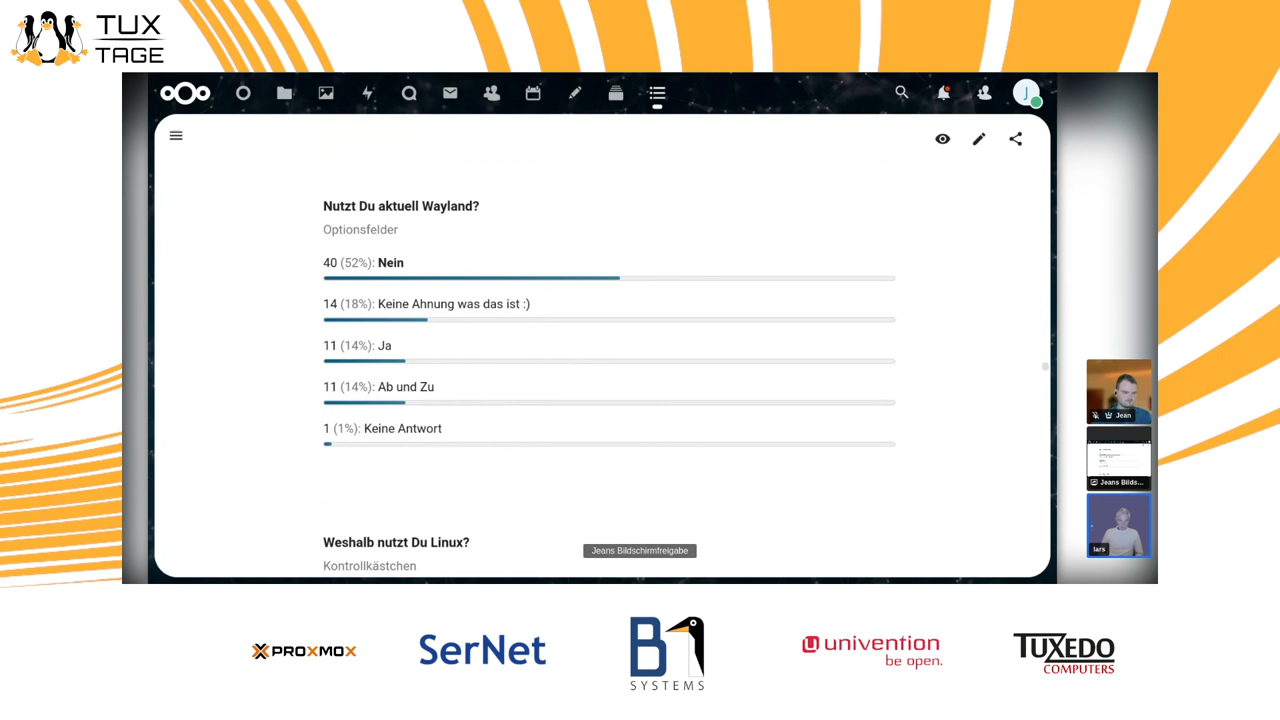 TUX
TAGE
J
Nutzt Du aktuell Wayland?
Optionsfelder
40 (52%): Nein
14 (18%): Keine Ahnung was das ist :)
11 (14%): Ja
11 (14%): Ab und Zu
1 (1%): Keine Antwort
Weshalb nutzt Du Linux?
Kontrollkästchen
Jeans Bildschirmfreigabe
Jean
Jeans Bilds...
lars
PROXMOX
SerNet
B1
SYSTEMS
univention
be open.
TUXEDO
COMPUTERS